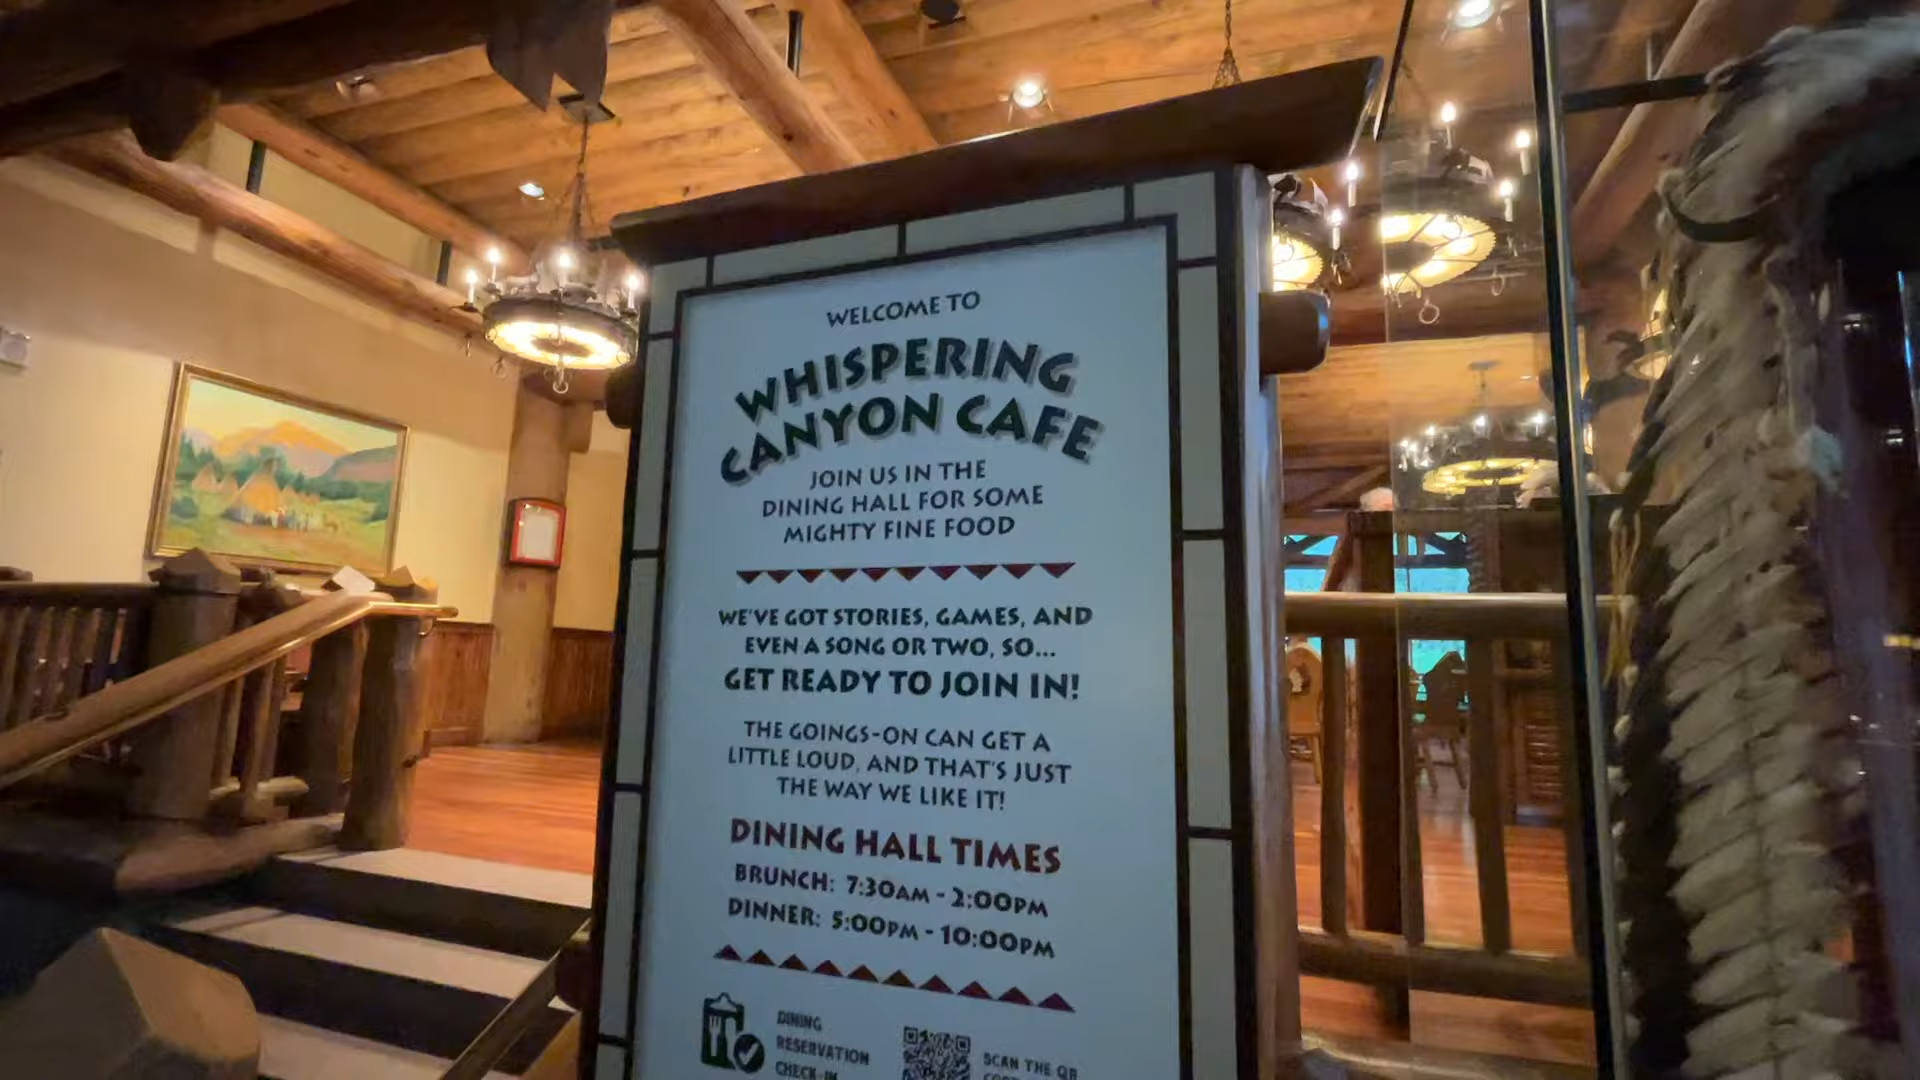 WELCOME TO
WHISPERING
CANYON CAFE
JOIN US IN THE
DINING HALL FOR SOME
MIGHTY FINE FOOD
WE'VE GOT STORIES, GAMES, AND
EVEN A SONG OR TWO, SO...
GET READY TO JOIN IN!
THE GOINGS-ON CAN GET A
LITTLE LOUD, AND THAT'S JUST
THE WAY WE LIKE IT!
DINING HALL TIMES
BRUNCH: 7:30AM - 2:00PM
DINNER: 5:00PM - 10:00PM
DINING
RESERVATION
CHECK-IN
SCAN THE QR